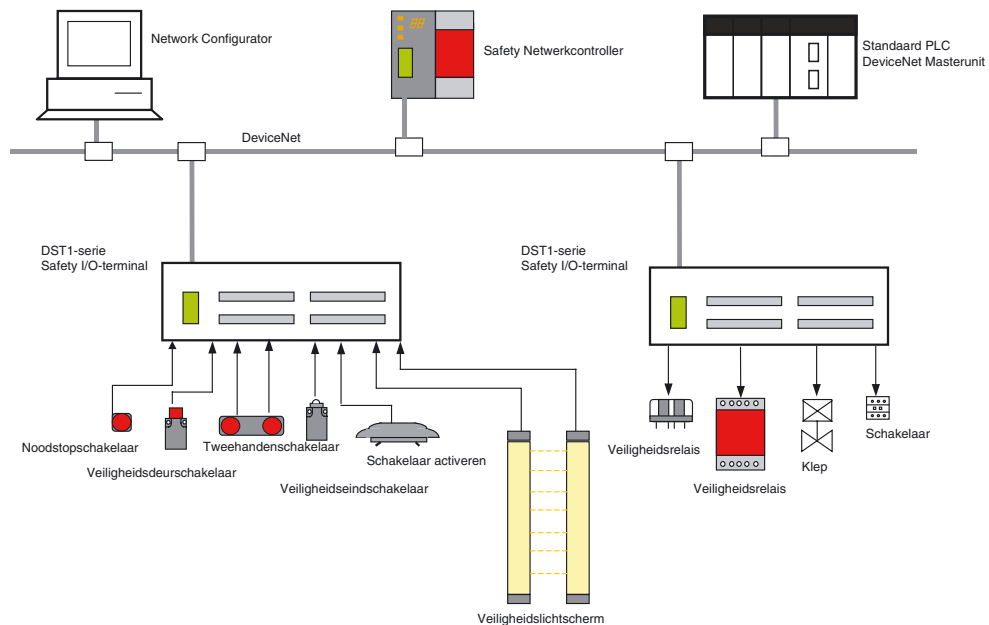 Network Configurator
88
Safety Netwerkcontroller
Standaard PLC
DeviceNet Masterunit
DeviceNet
DST1-serie
Safety I/O-terminal
DST1-serie
Safety I/O-terminal
Noodstopschakelaar
Veiligheidsdeurschakelaar
Tweehandenschakelaar
Veiligheidseindschakelaar
Schakelaar activeren
Veiligheidslichtscherm
Veiligheidsrelais
Veiligheidsrelais
Klep
Schakelaar